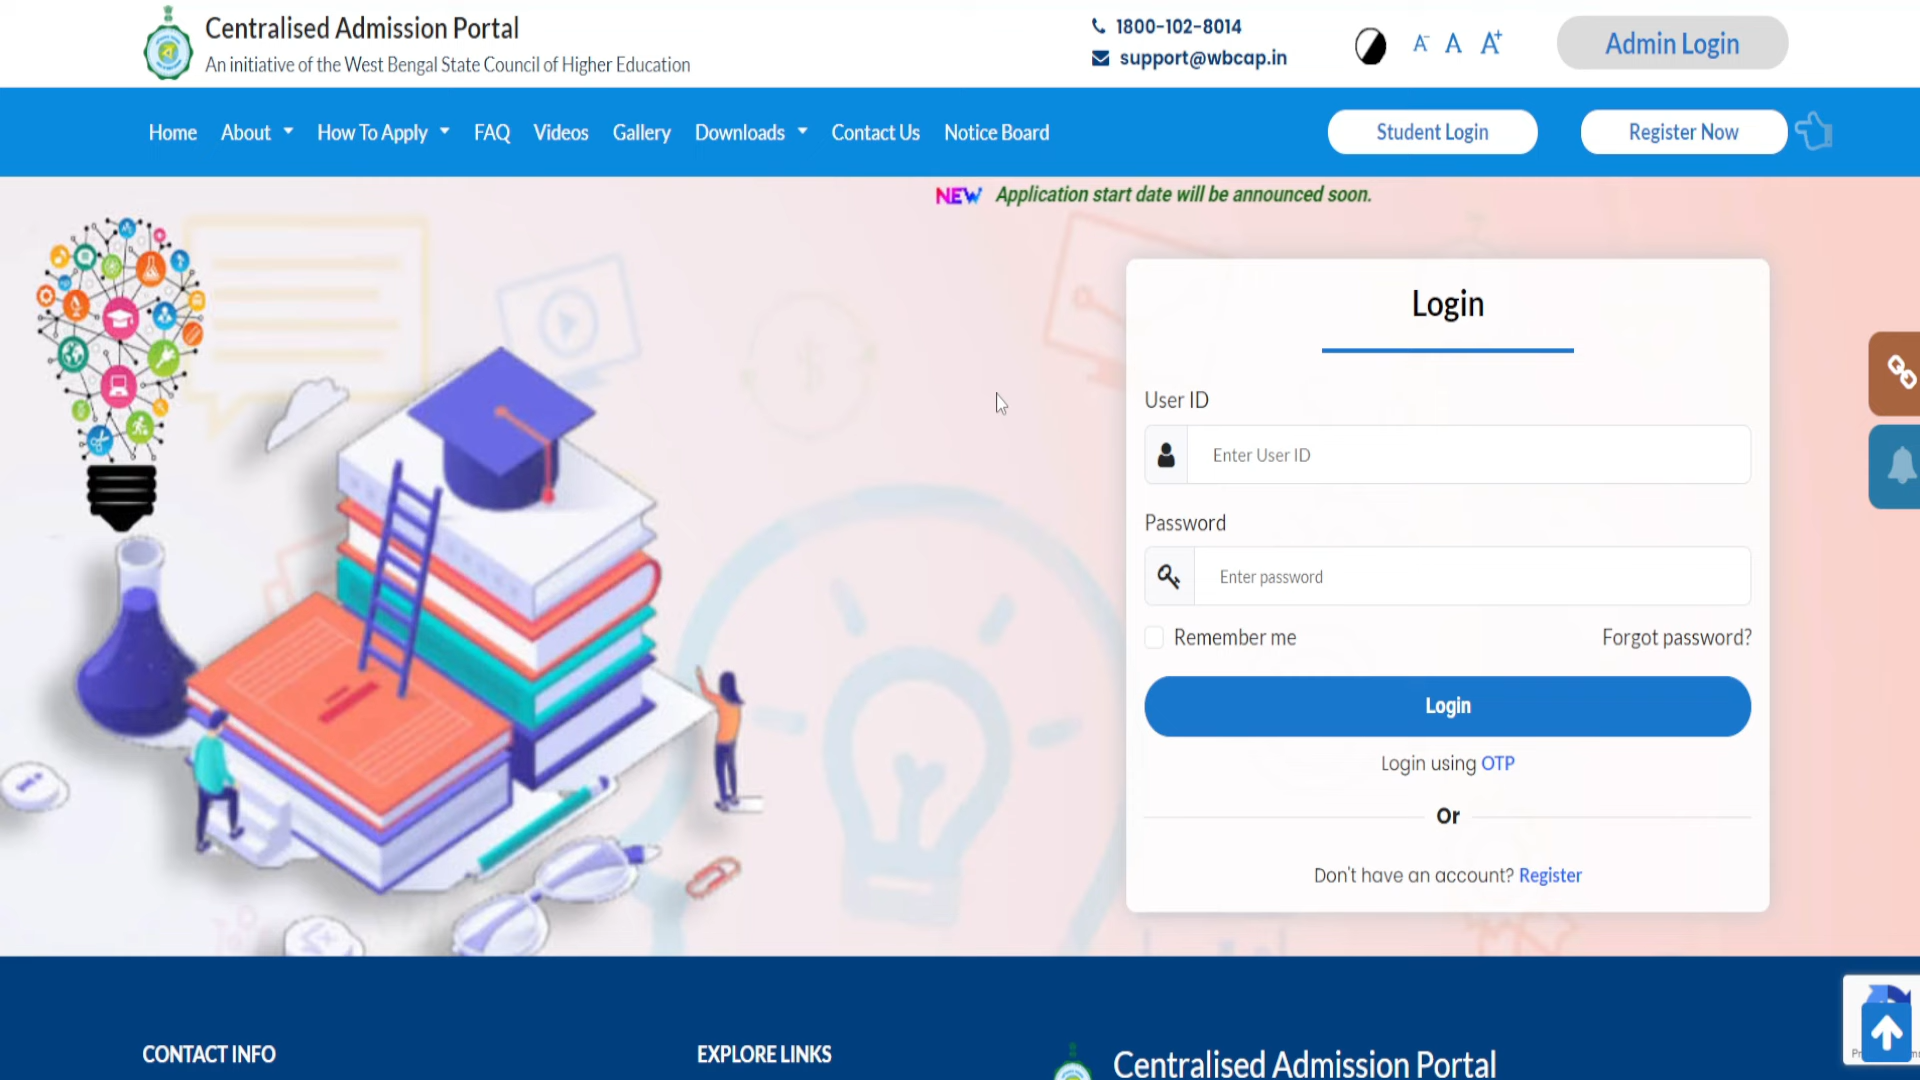 Centralised Admission Portal
An initiative of the West Bengal State Council of Higher Education
1800-102-8014
support@wbcap.in
A- A A+
Admin Login
Home About How To Apply FAQ Videos Gallery Downloads Contact Us Notice Board
Student Login
Register Now
NEW Application start date will be announced soon.
Login
User ID
Enter User ID
Password
Enter password
Remember me Forgot password?
Login
Login using OTP
Or
Don't have an account? Register
CONTACT INFO
EXPLORE LINKS
Centralised Admission Portal